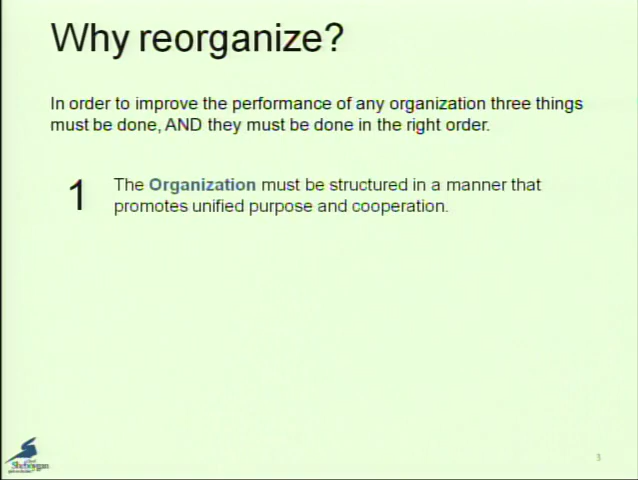 Why reorganize?
In order to improve the performance of any organization three things
must be done, AND they must be done in the right order.
1
The Organization must be structured in a manner that
promotes unified purpose and cooperation.
Sheboygan
3